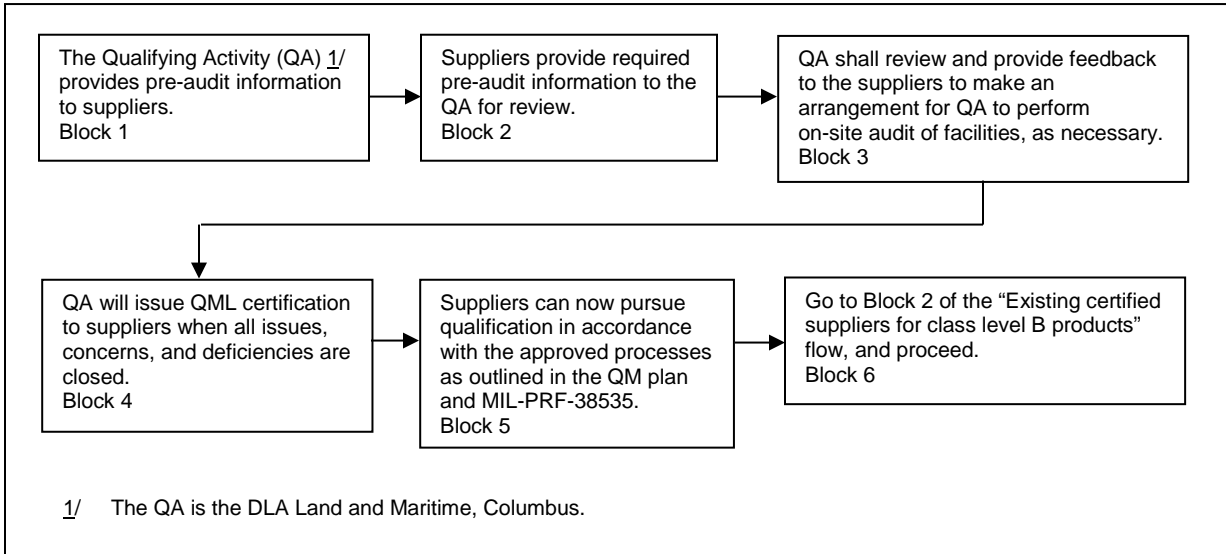 The Qualifying Activity (QA) 1/
provides pre-audit information
to suppliers.
Block 1
Suppliers provide required
pre-audit information to the
QA for review.
Block 2
QA shall review and provide feedback
to the suppliers to make an
arrangement for QA to perform
on-site audit of facilities, as necessary.
Block 3
QA will issue QML certification
to suppliers when all issues,
concerns, and deficiencies are
closed.
Block 4
Suppliers can now pursue
qualification in accordance
with the approved processes
as outlined in the QM plan
and MIL-PRF-38535.
Block 5
Go to Block 2 of the “Existing certified
suppliers for class level B products”
flow, and proceed.
Block 6
1/ The QA is the DLA Land and Maritime, Columbus.